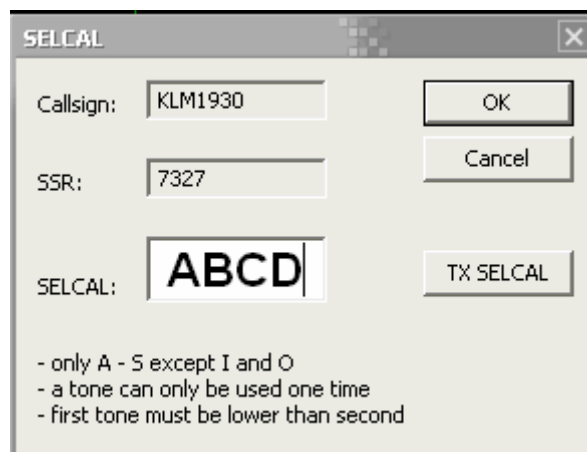 SELCAL
Callsign: KLM1930 OK
Cancel
SSR: 7327
SELCAL: ABCD TX SELCAL
- only A - S except I and O
- a tone can only be used one time
- first tone must be lower than second